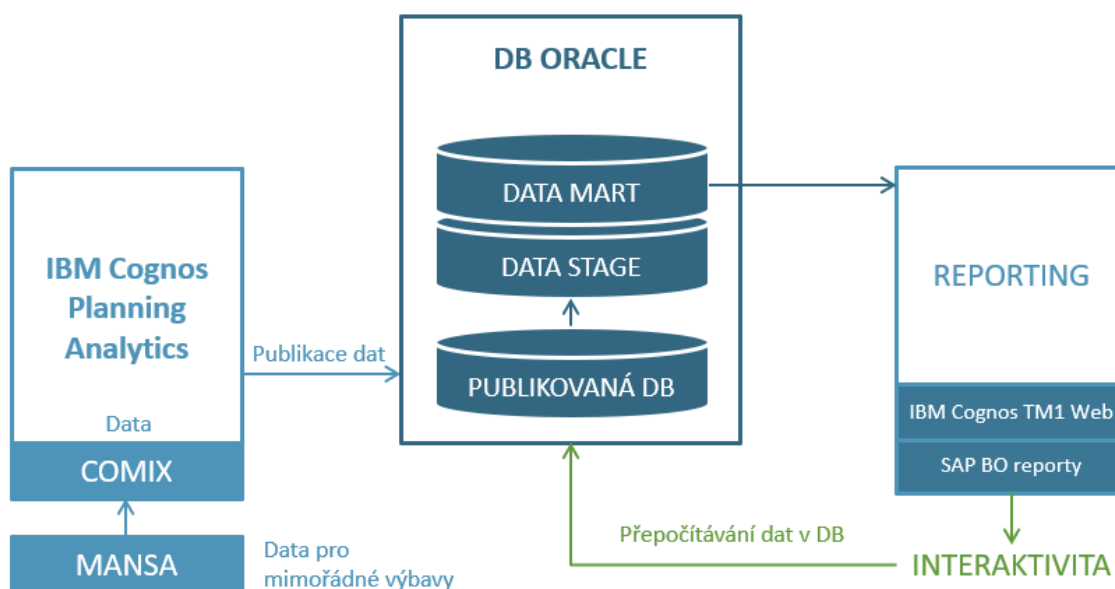 DB ORACLE
DATA MART
DATA STAGE
PUBLIKOVANÁ DB
IBM Cognos
Planning
Analytics
Data
COMIX
MANSA
Publikace dat
Data pro
mimořádné výbavy
REPORTING
IBM Cognos TM1 Web
SAP BO reporty
Přepočítávání dat v DB
INTERAKTIVITA